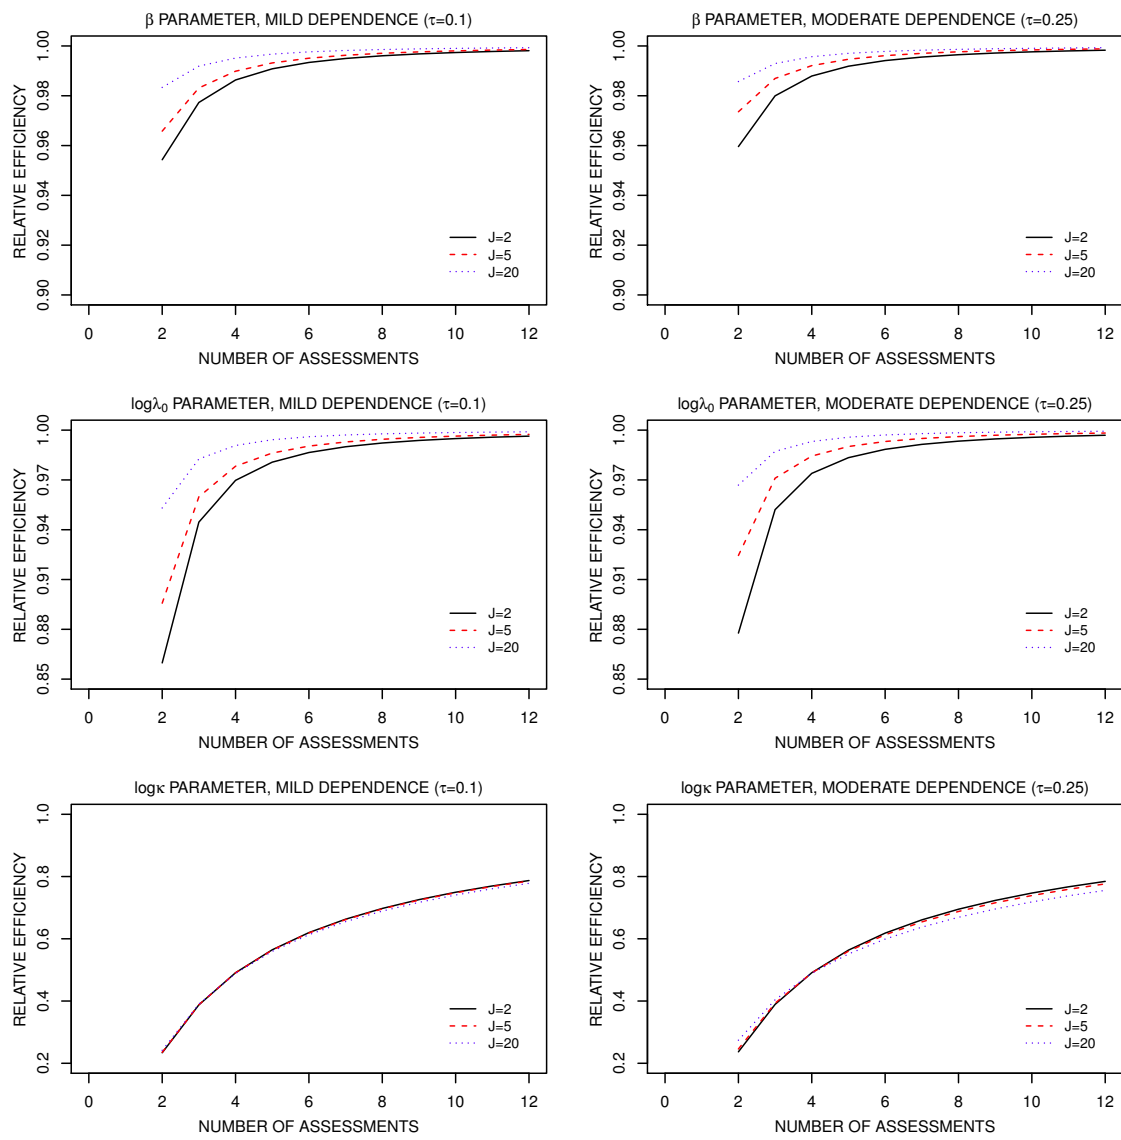 β PARAMETER, MILD DEPENDENCE (τ=0.1)
RELATIVE EFFICIENCY
1.00
0.98
0.96
0.94
0.92
0.90
J=2
J=5
J=20
0 2 4 6 8 10 12
NUMBER OF ASSESSMENTS
β PARAMETER, MODERATE DEPENDENCE (τ=0.25)
RELATIVE EFFICIENCY
1.00
0.98
0.96
0.94
0.92
0.90
J=2
J=5
J=20
0 2 4 6 8 10 12
NUMBER OF ASSESSMENTS
logλ₀ PARAMETER, MILD DEPENDENCE (τ=0.1)
RELATIVE EFFICIENCY
1.00
0.97
0.94
0.91
0.88
0.85
J=2
J=5
J=20
0 2 4 6 8 10 12
NUMBER OF ASSESSMENTS
logλ₀ PARAMETER, MODERATE DEPENDENCE (τ=0.25)
RELATIVE EFFICIENCY
1.00
0.97
0.94
0.91
0.88
0.85
J=2
J=5
J=20
0 2 4 6 8 10 12
NUMBER OF ASSESSMENTS
logκ PARAMETER, MILD DEPENDENCE (τ=0.1)
RELATIVE EFFICIENCY
1.0
0.8
0.6
0.4
0.2
J=2
J=5
J=20
0 2 4 6 8 10 12
NUMBER OF ASSESSMENTS
logκ PARAMETER, MODERATE DEPENDENCE (τ=0.25)
RELATIVE EFFICIENCY
1.0
0.8
0.6
0.4
0.2
J=2
J=5
J=20
0 2 4 6 8 10 12
NUMBER OF ASSESSMENTS